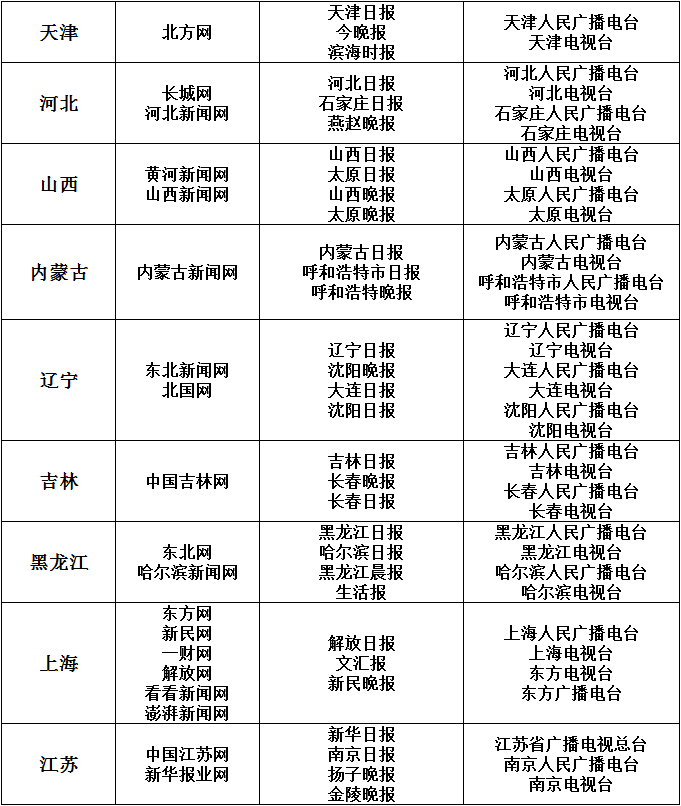 天津
北方网
天津日报
今晚报
滨海时报
天津人民广播电台
天津电视台
河北
长城网
河北新闻网
河北日报
石家庄日报
燕赵晚报
河北人民广播电台
河北电视台
石家庄人民广播电台
石家庄电视台
山西
黄河新闻网
山西新闻网
山西日报
太原日报
山西晚报
太原晚报
山西人民广播电台
山西电视台
太原人民广播电台
太原电视台
内蒙古
内蒙古新闻网
内蒙古日报
呼和浩特市日报
呼和浩特晚报
内蒙古人民广播电台
内蒙古电视台
呼和浩特市人民广播电台
呼和浩特市电视台
辽宁
东北新闻网
北国网
辽宁日报
沈阳晚报
大连日报
沈阳日报
辽宁人民广播电台
辽宁电视台
大连人民广播电台
大连电视台
沈阳人民广播电台
沈阳电视台
吉林
中国吉林网
吉林日报
长春晚报
长春日报
吉林人民广播电台
吉林电视台
长春人民广播电台
长春电视台
黑龙江
东北网
哈尔滨新闻网
黑龙江日报
哈尔滨日报
黑龙江晨报
生活报
黑龙江人民广播电台
黑龙江电视台
哈尔滨人民广播电台
哈尔滨电视台
上海
东方网
新民网
一财网
解放网
看看新闻网
澎湃新闻网
解放日报
文汇报
新民晚报
上海人民广播电台
上海电视台
东方电视台
东方广播电台
江苏
中国江苏网
新华报业网
新华日报
南京日报
扬子晚报
金陵晚报
江苏省广播电视总台
南京人民广播电台
南京电视台